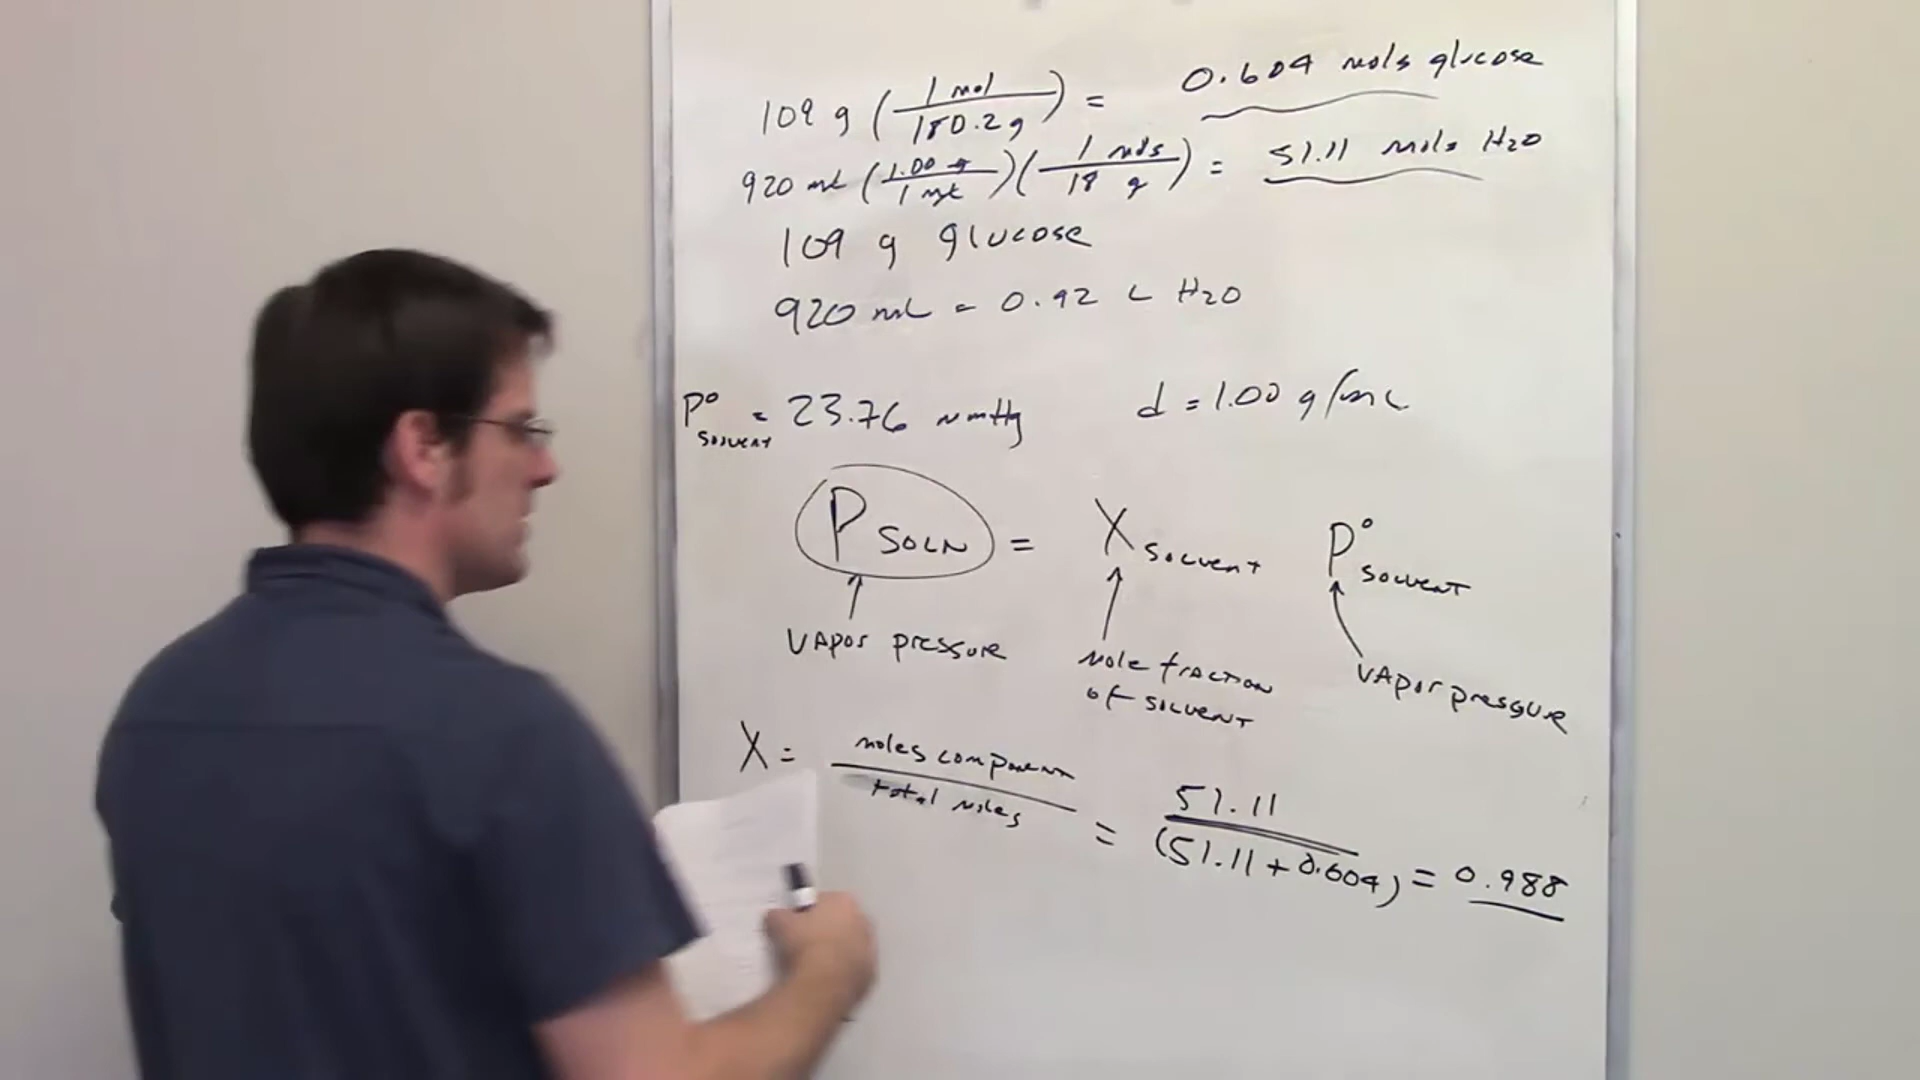 109 g ( 1 mol / 180.2 g ) = 0.604 mols glucose
920 mL ( 1.00 g / 1 mL ) ( 1 mols / 18 g ) = 51.11 mols H2O
109 g glucose
920 mL = 0.92 L H2O
P° solvent = 23.76 mmHg d = 1.00 g/mL
P SOLN = X solvent P° solvent
VAPOR pressure
mole fraction of solvent
VAPOR pressure
X = moles component / total moles = 51.11 / (51.11 + 0.604) = 0.988